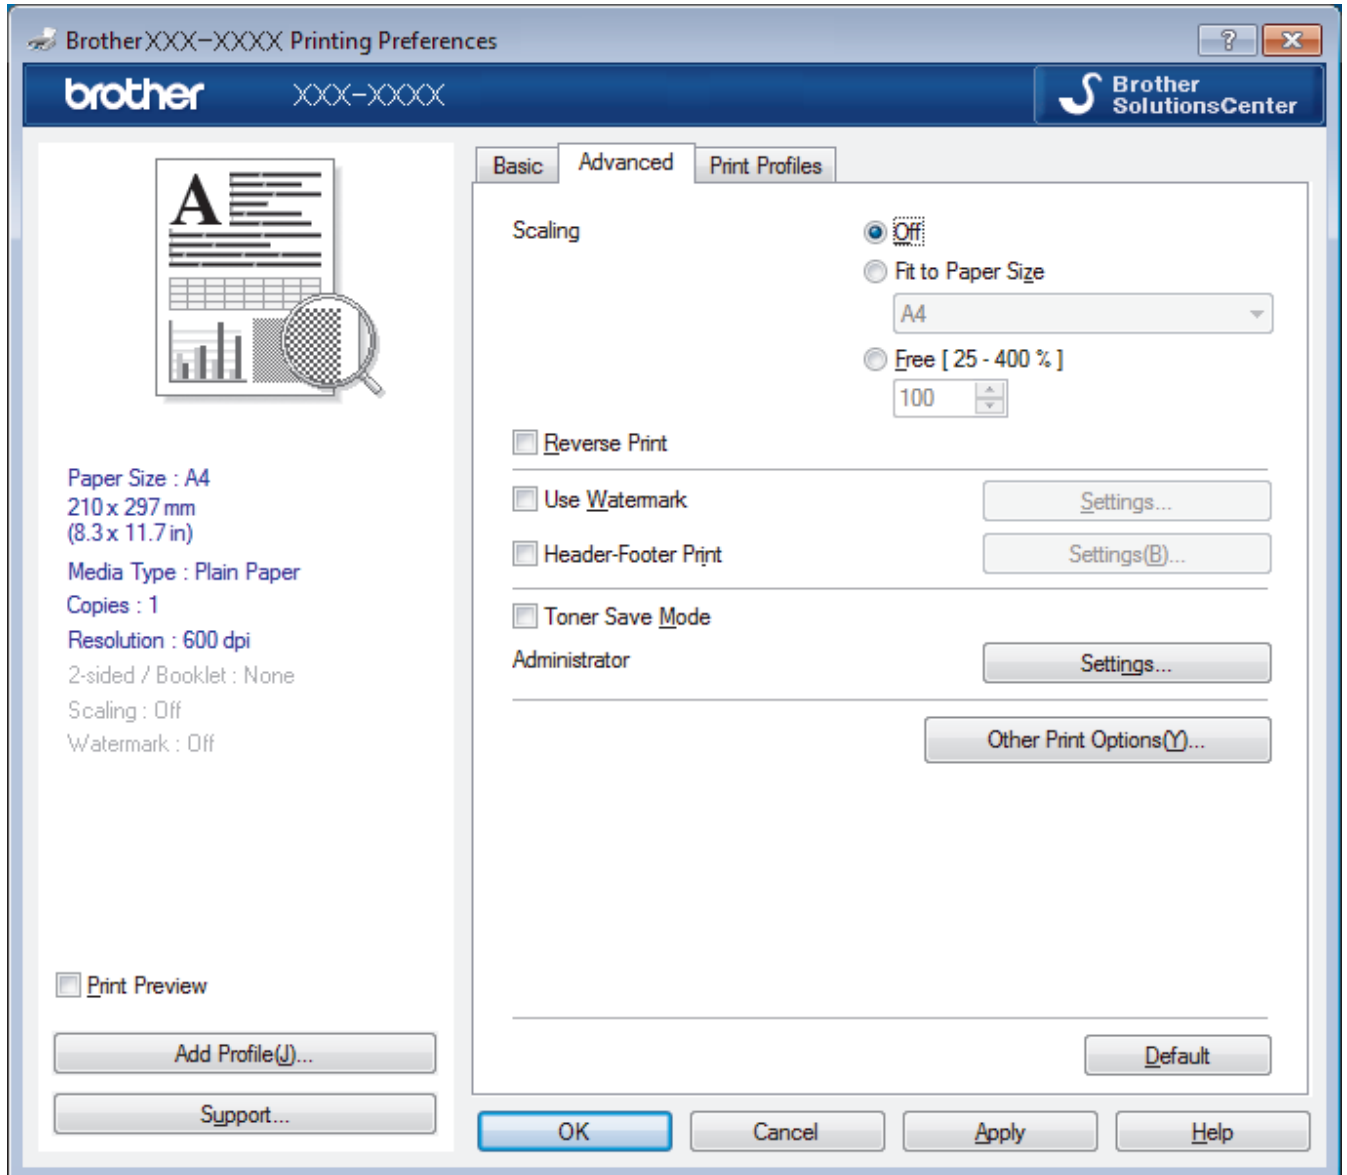 Brother XXX-XXXX Printing Preferences
brother XXX-XXXX
Brother
SolutionsCenter
Basic Advanced Print Profiles
A
Paper Size : A4
210 x 297 mm
(8.3 x 11.7 in)
Media Type : Plain Paper
Copies : 1
Resolution : 600 dpi
2-sided / Booklet : None
Scaling : Off
Watermark : Off
Print Preview
Add Profile(J)...
Support...
Scaling
Off
Fit to Paper Size
A4
Free [ 25 - 400 % ]
100
Reverse Print
Use Watermark Settings...
Header-Footer Print Settings(B)...
Toner Save Mode
Administrator Settings...
Other Print Options(Y)...
Default
OK Cancel Apply Help